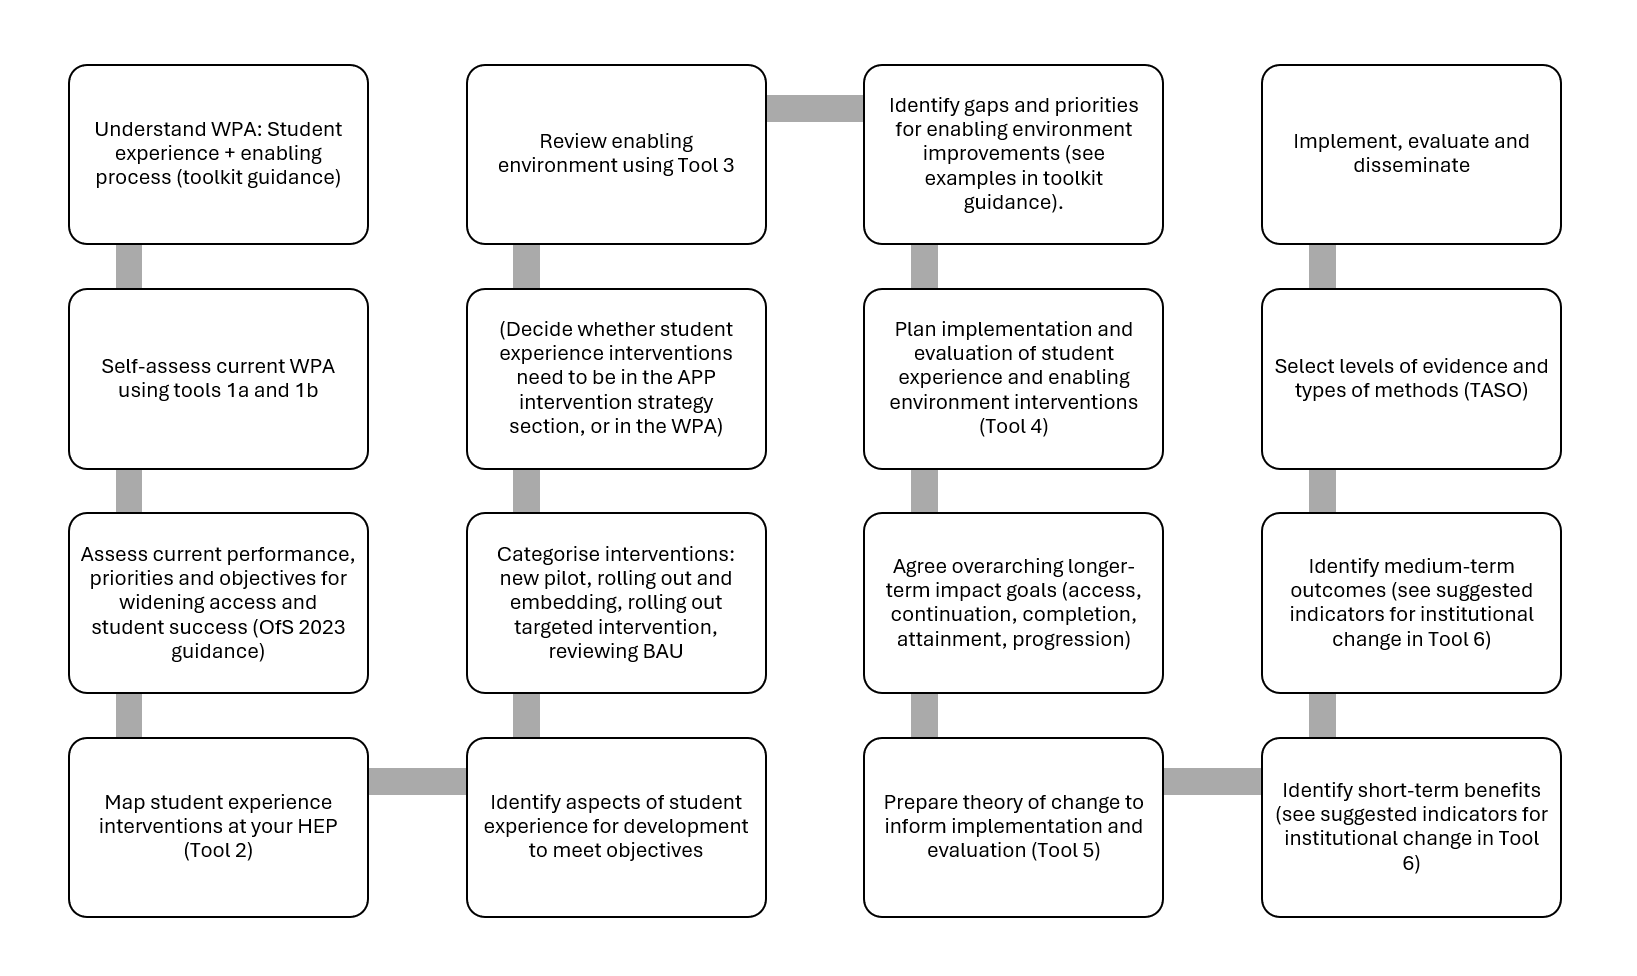 Understand WPA: Student
experience + enabling
process (toolkit guidance)
Self-assess current WPA
using tools 1a and 1b
Assess current performance,
priorities and objectives for
widening access and
student success (OfS 2023
guidance)
Map student experience
interventions at your HEP
(Tool 2)
Identify aspects of student
experience for development
to meet objectives
Categorise interventions:
new pilot, rolling out and
embedding, rolling out
targeted intervention,
reviewing BAU
(Decide whether student
experience interventions
need to be in the APP
intervention strategy
section, or in the WPA)
Review enabling
environment using Tool 3
Identify gaps and priorities
for enabling environment
improvements (see
examples in toolkit
guidance).
Plan implementation and
evaluation of student
experience and enabling
environment interventions
(Tool 4)
Agree overarching longer-
term impact goals (access,
continuation, completion,
attainment, progression)
Prepare theory of change to
inform implementation and
evaluation (Tool 5)
Identify short-term benefits
(see suggested indicators for
institutional change in Tool
6)
Identify medium-term
outcomes (see suggested
indicators for institutional
change in Tool 6)
Select levels of evidence and
types of methods (TASO)
Implement, evaluate and
disseminate